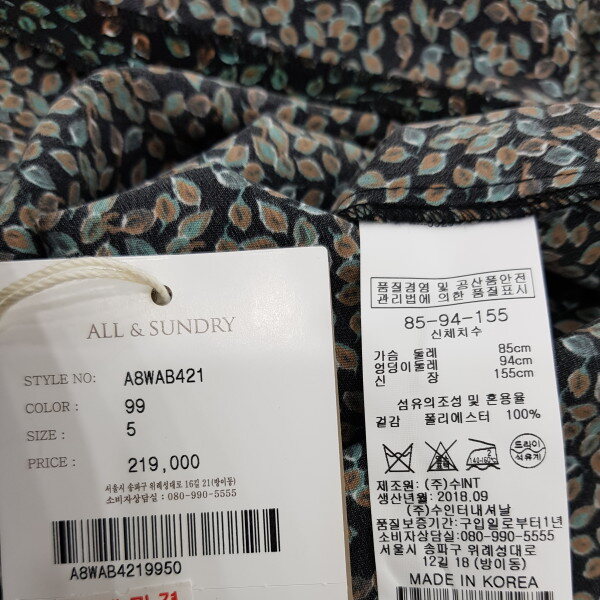 ALL & SUNDRY
STYLE NO: A8WAB421
COLOR: 99
SIZE: 5
PRICE: 219,000
서울시 송파구 위례성대로 16길 21(방이동)
소비자상담실: 080-990-5555
A8WAB4219950
품질경영 및 공산품안전
관리법에 의한 품질표시
85-94-155
신체치수
가슴 둘레 85cm
엉덩이둘레 94cm
신 장 155cm
섬유의조성 및 혼용율
겉감 폴리에스터 100%
드라이
석유계
제조원: (주)수INT
생산년월 2018.09
(주)수인터내셔날
품질보증기간: 구입일로부터1년
소비자상담실: 080-990-5555
서울시 송파구 위례성대로
12길 18 (방이동)
MADE IN KOREA